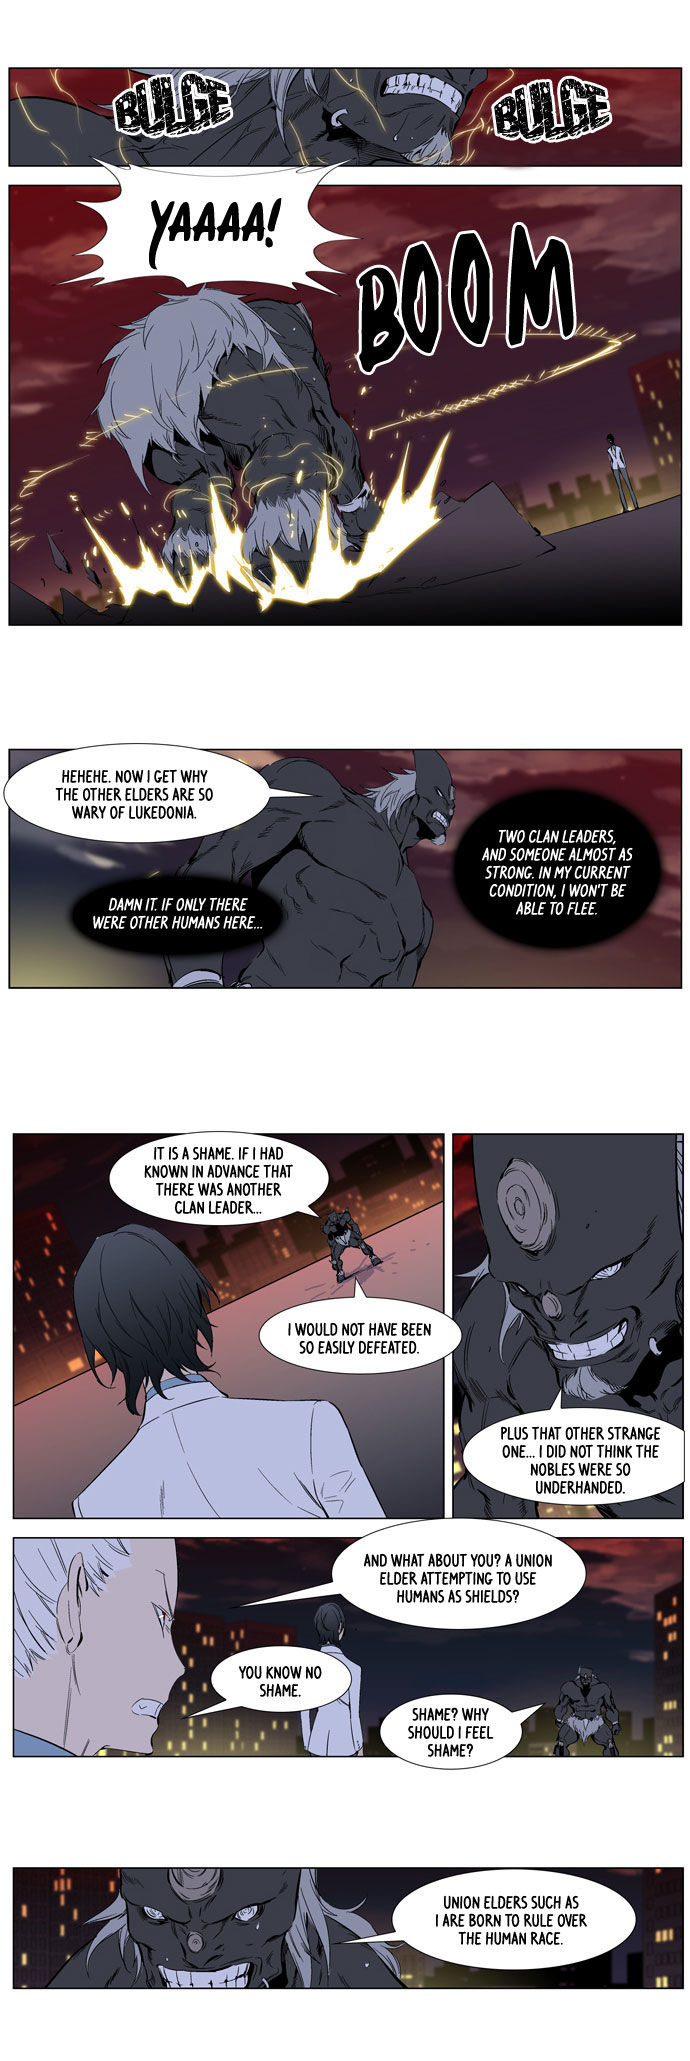 BULGE
BULGE
YAAAA!
BOOM
HEHEHE. NOW I GET WHY
THE OTHER ELDERS ARE SO
WARY OF LUKEDONIA.
TWO CLAN LEADERS,
AND SOMEONE ALMOST AS
STRONG. IN MY CURRENT
CONDITION, I WON'T BE
ABLE TO FLEE.
DAMN IT. IF ONLY THERE
WERE OTHER HUMANS HERE...
IT IS A SHAME. IF I HAD
KNOWN IN ADVANCE THAT
THERE WAS ANOTHER
CLAN LEADER...
I WOULD NOT HAVE BEEN
SO EASILY DEFEATED.
PLUS THAT OTHER STRANGE
ONE... I DID NOT THINK THE
NOBLES WERE SO
UNDERHANDED.
AND WHAT ABOUT YOU? A UNION
ELDER ATTEMPTING TO USE
HUMANS AS SHIELDS?
YOU KNOW NO
SHAME.
SHAME? WHY
SHOULD I FEEL
SHAME?
UNION ELDERS SUCH AS
I ARE BORN TO RULE OVER
THE HUMAN RACE.